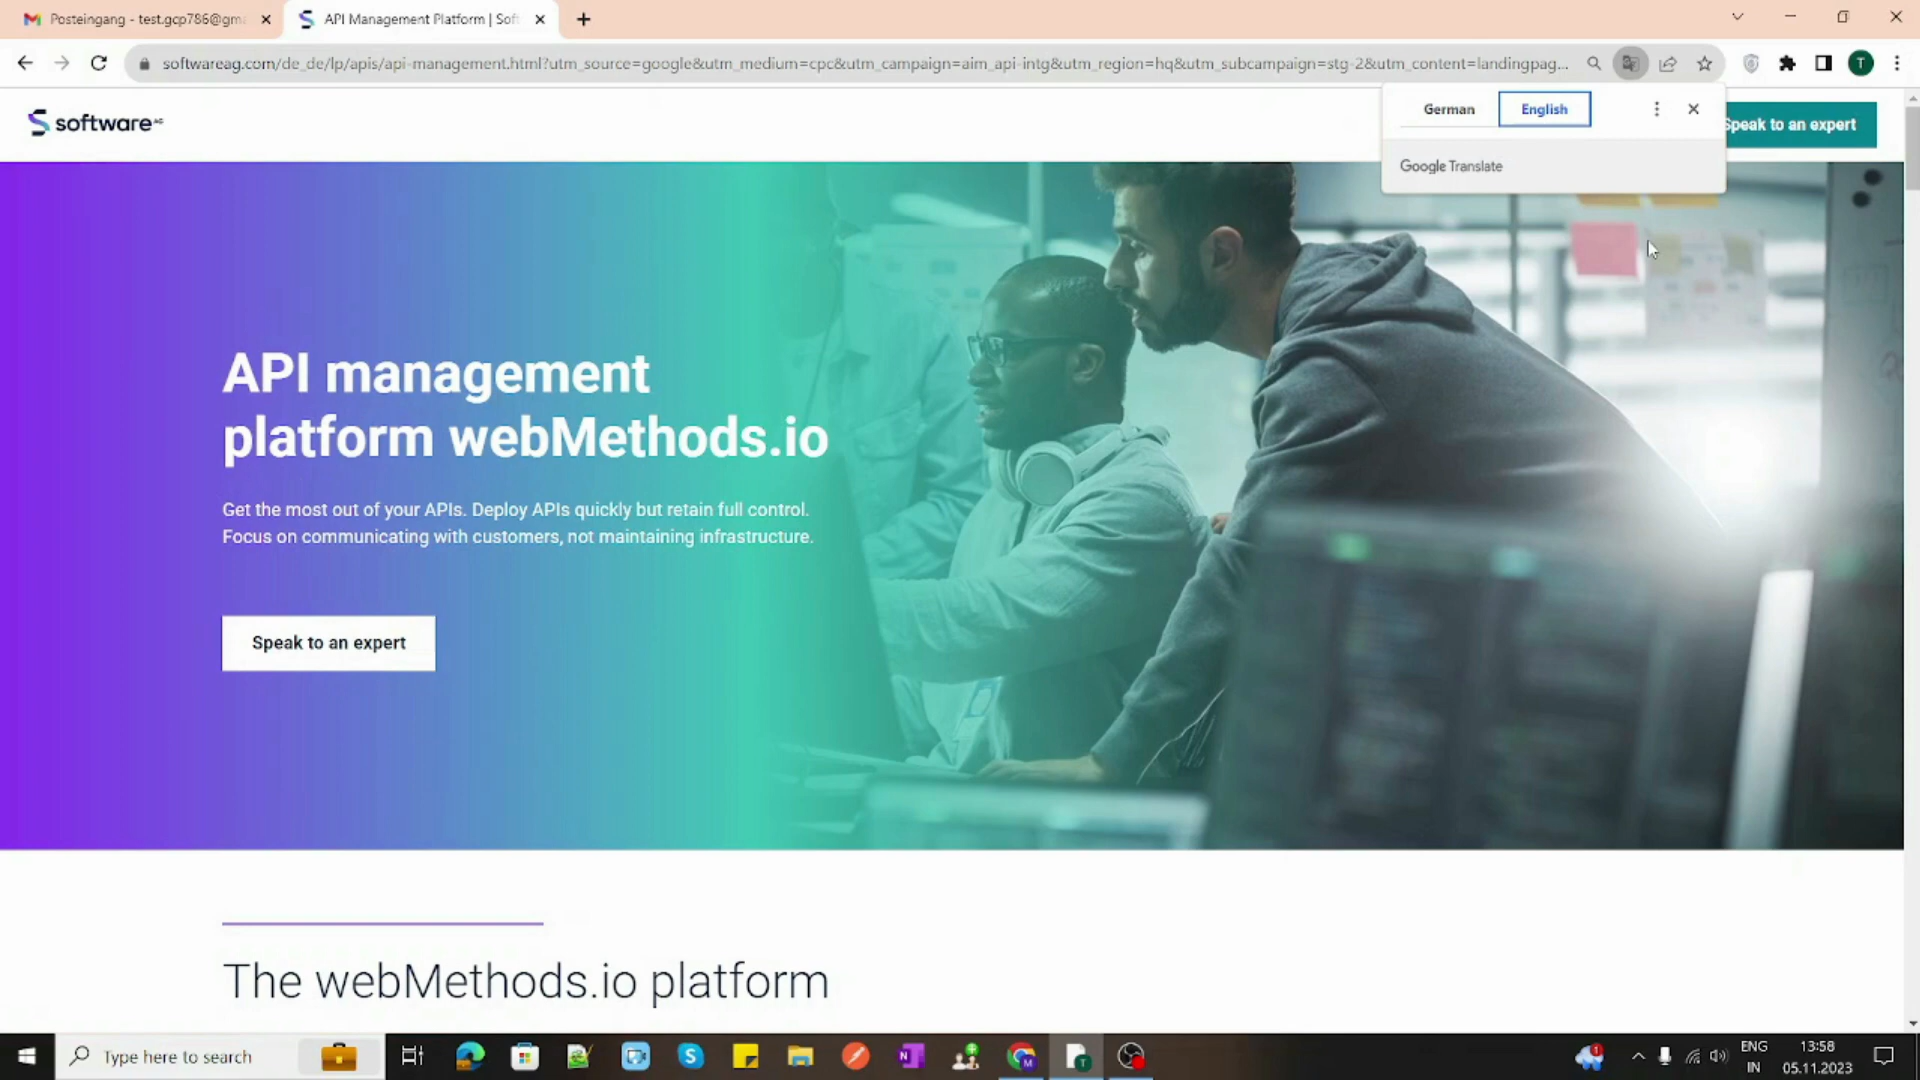 Posteingang - test.gcp786@gm
API Management Platform | Sof
softwareag.com/de_de/lp/apis/api-management.html?utm_source=google&utm_medium=cpc&utm_campaign=aim_api-intg&utm_region=hq&utm_subcampaign=stg-2&utm_content=landingpag...
T
software AG
German
English
Speak to an expert
Google Translate
API management
platform webMethods.io
Get the most out of your APIs. Deploy APIs quickly but retain full control.
Focus on communicating with customers, not maintaining infrastructure.
Speak to an expert
The webMethods.io platform
Type here to search
ENG
IN
13:58
05.11.2023